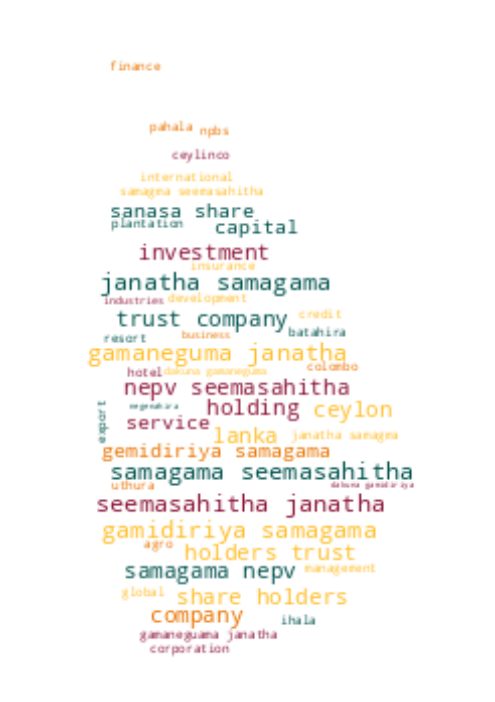 finance
pahala npbs
ceylinco
international
samagma seemasahitha
sanasa share
plantation capital
investment
insurance
janatha samagama
industries development
trust company credit
resort business batahira
gamaneguma janatha
hotel dakuna gamaneguma colombo
nepv seemasahitha
export negenahira holding ceylon
service
lanka janatha samagma
gemidiriya samagama
samagama seemasahitha
uthura dakuna gamidiriya
seemasahitha janatha
gamidiriya samagama
agro holders trust
samagama nepv management
global share holders
company ihala
gamaneguama janatha
corporation